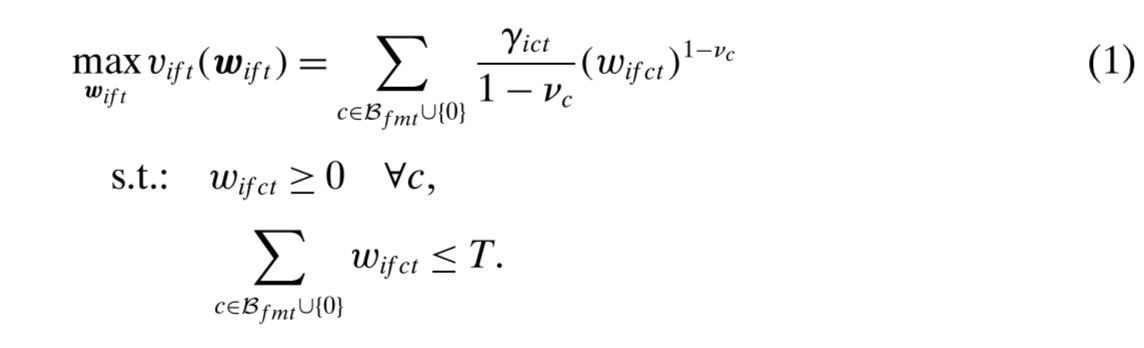 max_{w_{ift}} v_{ift}(w_{ift}) = ∑_{c∈ℬ_{fmt}∪{0}} \frac{γ_{ict}}{1 − ν_c} (w_{ifct})^{1−ν_c} (1)
s.t.: w_{ifct} ≥ 0 ∀c,
∑_{c∈ℬ_{fmt}∪{0}} w_{ifct} ≤ T.